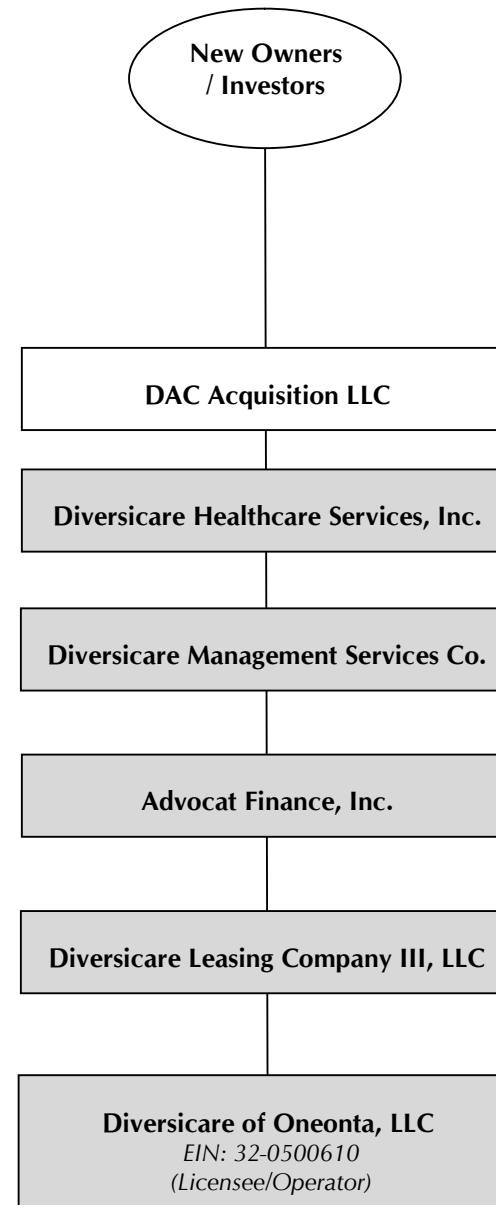 New Owners
/ Investors
DAC Acquisition LLC
Diversicare Healthcare Services, Inc.
Diversicare Management Services Co.
Advocat Finance, Inc.
Diversicare Leasing Company III, LLC
Diversicare of Oneonta, LLC
EIN: 32-0500610
(Licensee/Operator)